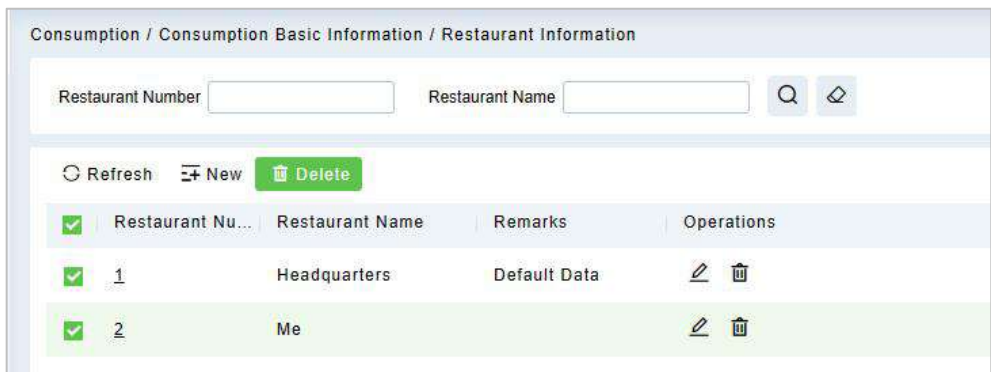 Consumption / Consumption Basic Information / Restaurant Information
Restaurant Number Restaurant Name
Refresh New Delete
Restaurant Nu... Restaurant Name Remarks Operations
1 Headquarters Default Data
2 Me